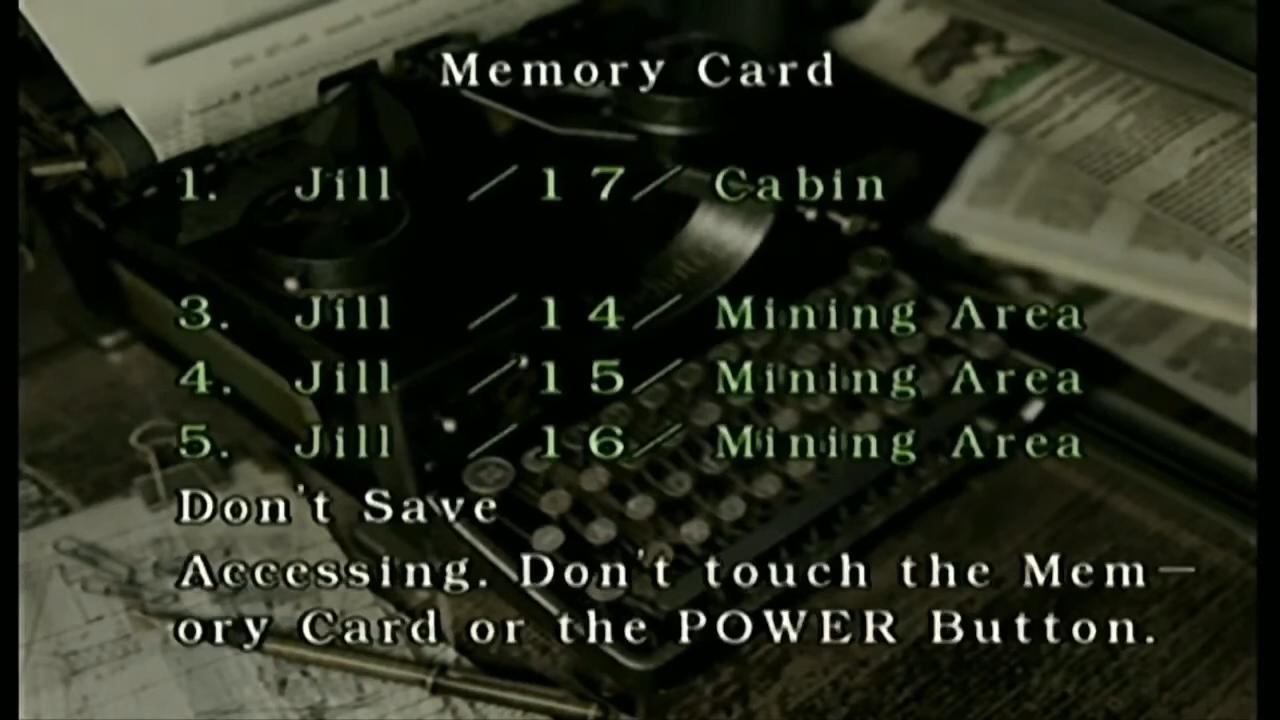 Memory Card
1. Jill /17/ Cabin
3. Jill /14/ Mining Area
4. Jill /15/ Mining Area
5. Jill /16/ Mining Area
Don't Save
Accessing. Don't touch the Mem-
ory Card or the POWER Button.